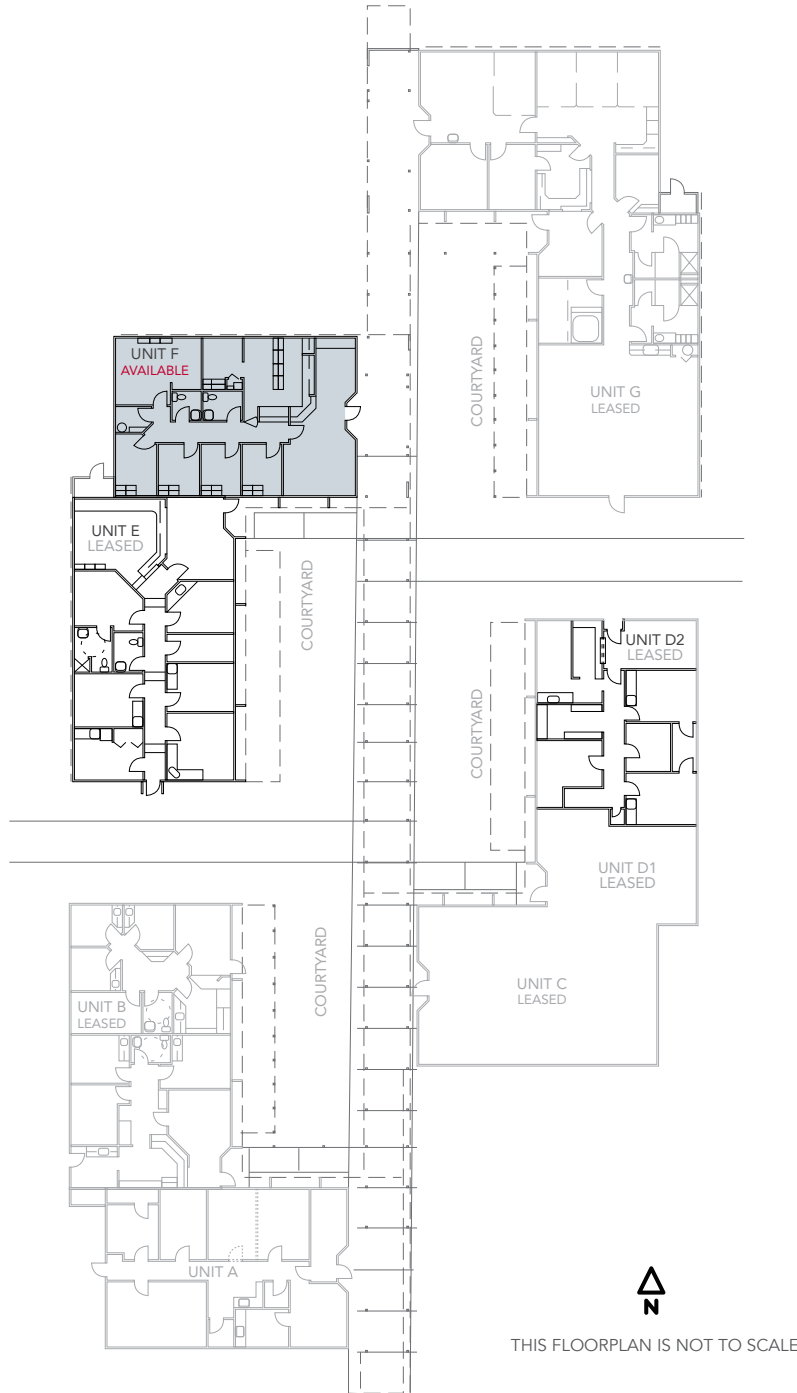 UNIT F
AVAILABLE
COURTYARD
UNIT G
LEASED
UNIT E
LEASED
COURTYARD
UNIT D2
LEASED
COURTYARD
UNIT D1
LEASED
COURTYARD
UNIT C
LEASED
UNIT B
LEASED
UNIT A
N
THIS FLOORPLAN IS NOT TO SCALE